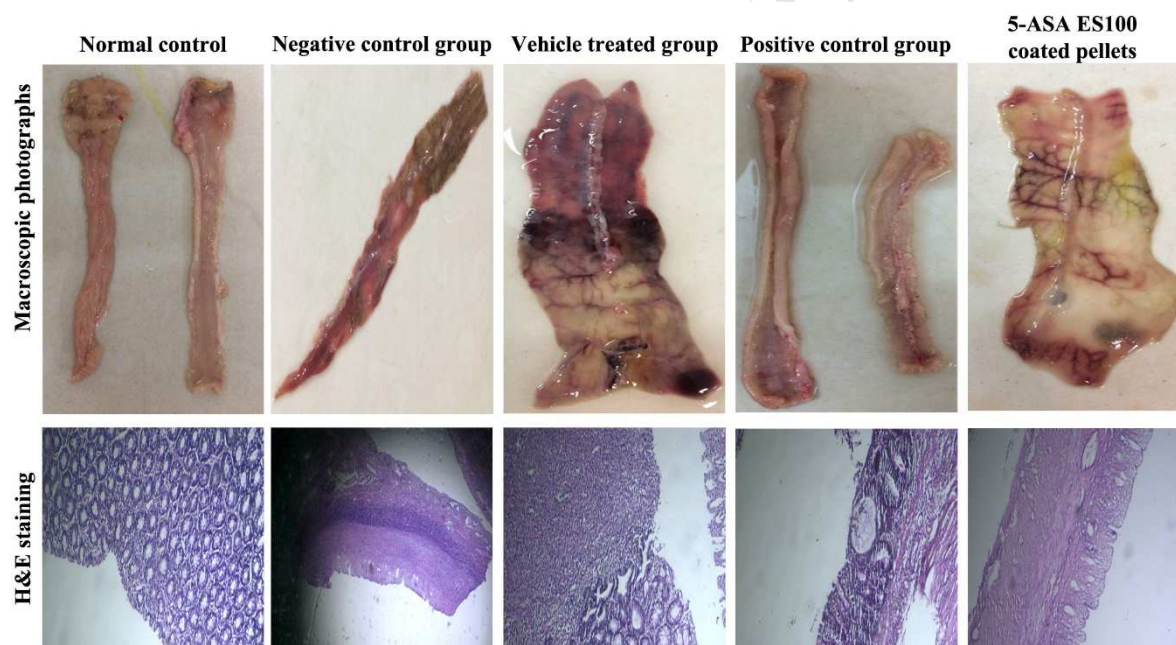 Normal control
Negative control group
Vehicle treated group
Positive control group
5-ASA ES100
coated pellets
Macroscopic photographs
H&E staining